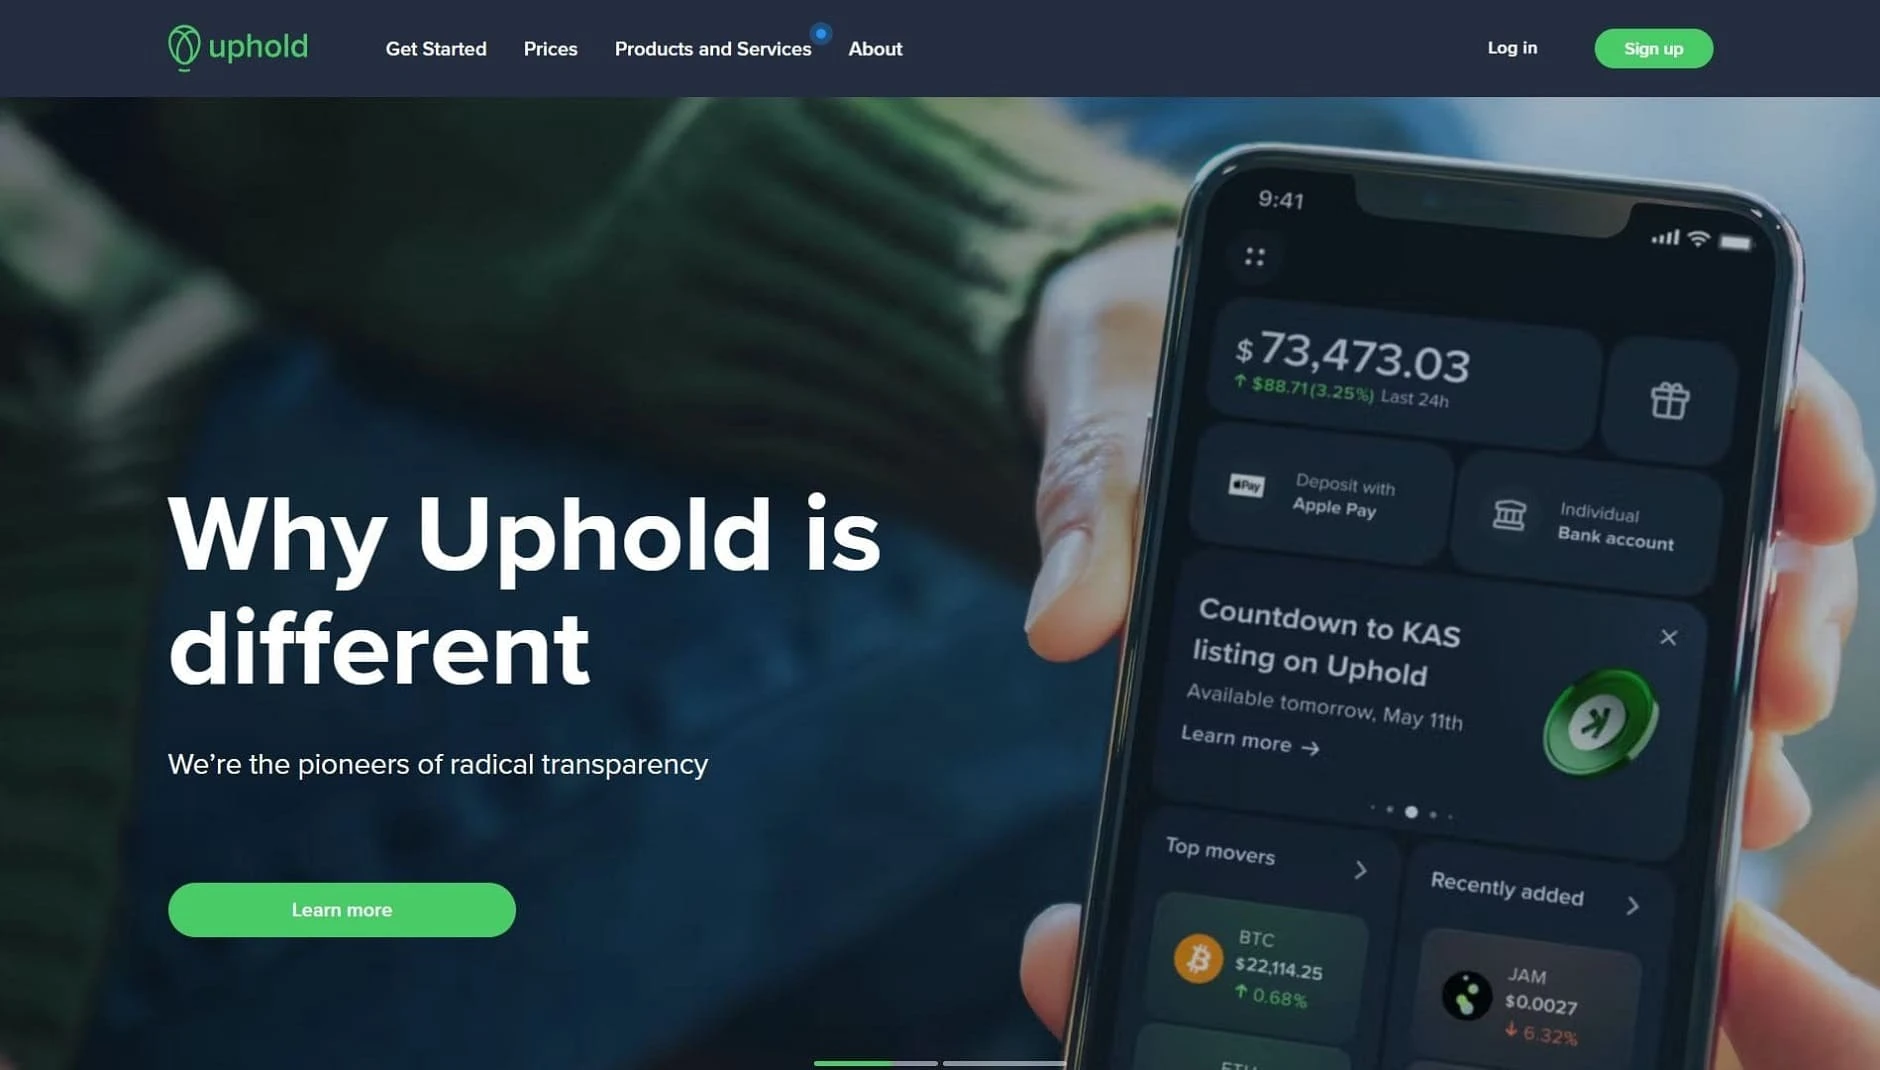 uphold
Get Started
Prices
Products and Services
About
Log in
Sign up
Why Uphold is
different
We’re the pioneers of radical transparency
Learn more
9:41
$73,473.03
↑ $88.71(3.25%) Last 24h
Pay
Deposit with
Apple Pay
Individual
Bank account
Countdown to KAS
listing on Uphold
Available tomorrow, May 11th
Learn more →
Top movers
BTC
$22,114.25
↑ 0.68%
Recently added
JAM
$0.0027
↓ 6.32%